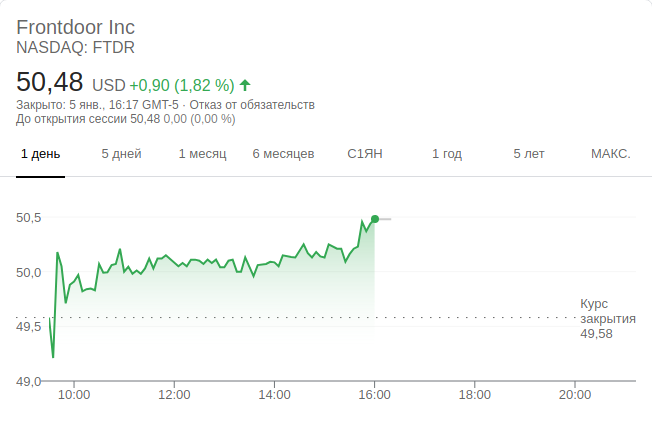 Frontdoor Inc
NASDAQ: FTDR
50,48 USD +0,90 (1,82 %)
Закрыто: 5 янв., 16:17 GMT-5 · Отказ от обязательств
До открытия сессии 50,48 0,00 (0,00 %)
1 день 5 дней 1 месяц 6 месяцев С1ЯН 1 год 5 лет МАКС.
50,5
50,0
Курс
закрытия
49,58
49,5
49,0
10:00 12:00 14:00 16:00 18:00 20:00